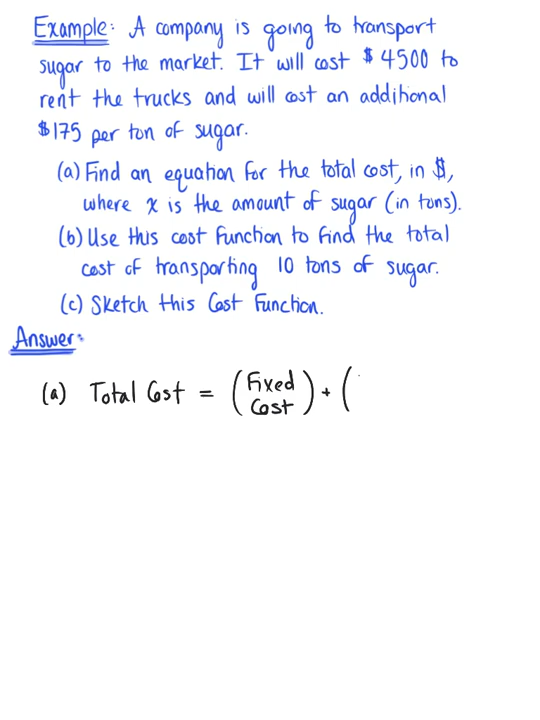 Example: A company is going to transport
sugar to the market. It will cost $4500 to
rent the trucks and will cost an additional
$175 per ton of sugar.
(a) Find an equation for the total cost, in $,
where x is the amount of sugar (in tons).
(b) Use this cost function to find the total
cost of transporting 10 tons of sugar.
(c) Sketch this Cost Function.
Answer:
(a) Total Cost = (Fixed Cost) + (